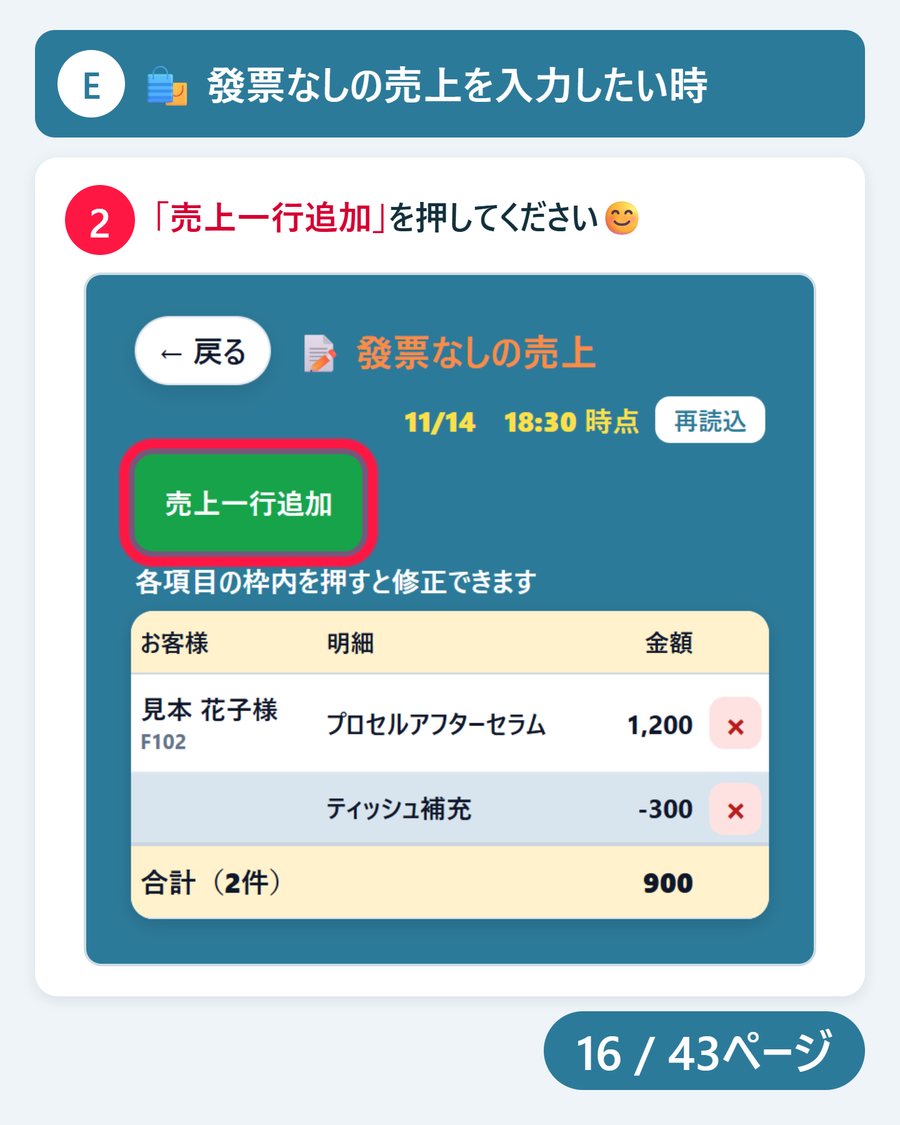 E 🛍️ 發票なしの売上を入力したい時
2 「売上一行追加」を押してください😊
← 戻る 📝 發票なしの売上
11/14 18:30 時点 再読込
売上一行追加
各項目の枠内を押すと修正できます
お客様 明細 金額
見本 花子様 プロセルアフターセラム 1,200 ×
F102
ティッシュ補充 -300 ×
合計（2件） 900
16 / 43ページ